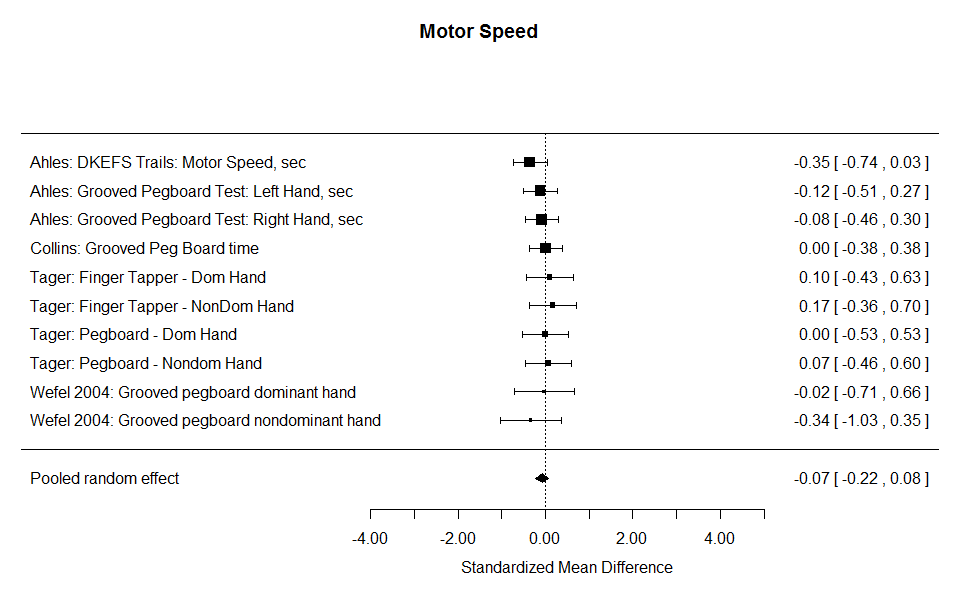 Motor Speed
Ahles: DKEFS Trails: Motor Speed, sec -0.35 [ -0.74 , 0.03 ]
Ahles: Grooved Pegboard Test: Left Hand, sec -0.12 [ -0.51 , 0.27 ]
Ahles: Grooved Pegboard Test: Right Hand, sec -0.08 [ -0.46 , 0.30 ]
Collins: Grooved Peg Board time 0.00 [ -0.38 , 0.38 ]
Tager: Finger Tapper - Dom Hand 0.10 [ -0.43 , 0.63 ]
Tager: Finger Tapper - NonDom Hand 0.17 [ -0.36 , 0.70 ]
Tager: Pegboard - Dom Hand 0.00 [ -0.53 , 0.53 ]
Tager: Pegboard - Nondom Hand 0.07 [ -0.46 , 0.60 ]
Wefel 2004: Grooved pegboard dominant hand -0.02 [ -0.71 , 0.66 ]
Wefel 2004: Grooved pegboard nondominant hand -0.34 [ -1.03 , 0.35 ]
Pooled random effect -0.07 [ -0.22 , 0.08 ]
-4.00 -2.00 0.00 2.00 4.00
Standardized Mean Difference